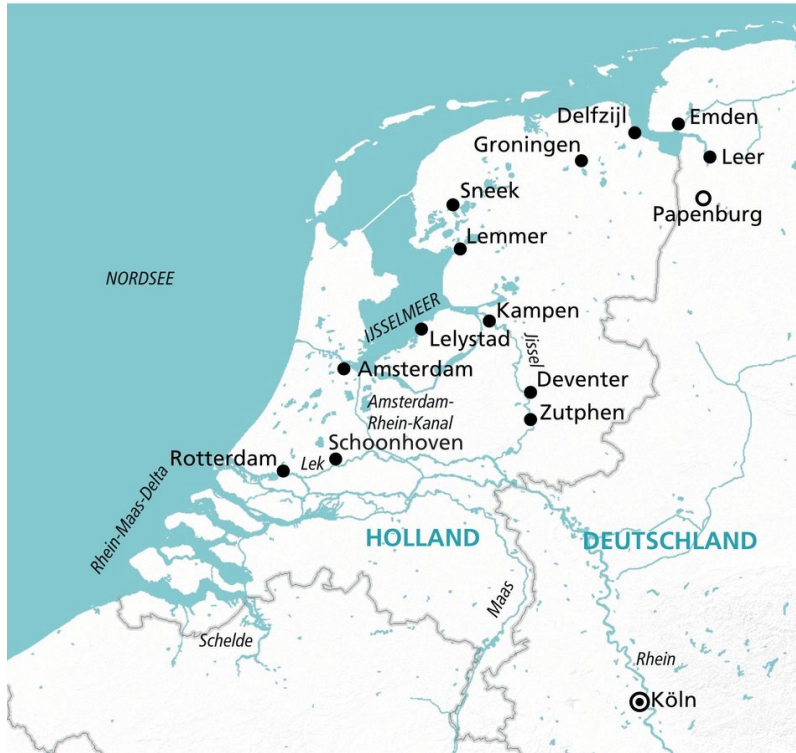 Delfzijl
Emden
Groningen
Leer
Sneek
Papenburg
Lemmer
NORDSEE
IJSSELMEER
Kampen
Lelystad
Jissel
Amsterdam
Deventer
Amsterdam-
Rhein-Kanal
Zutphen
Schoonhoven
Rotterdam
Lek
Rhein-Maas-Delta
HOLLAND
DEUTSCHLAND
Maas
Schelde
Rhein
Köln